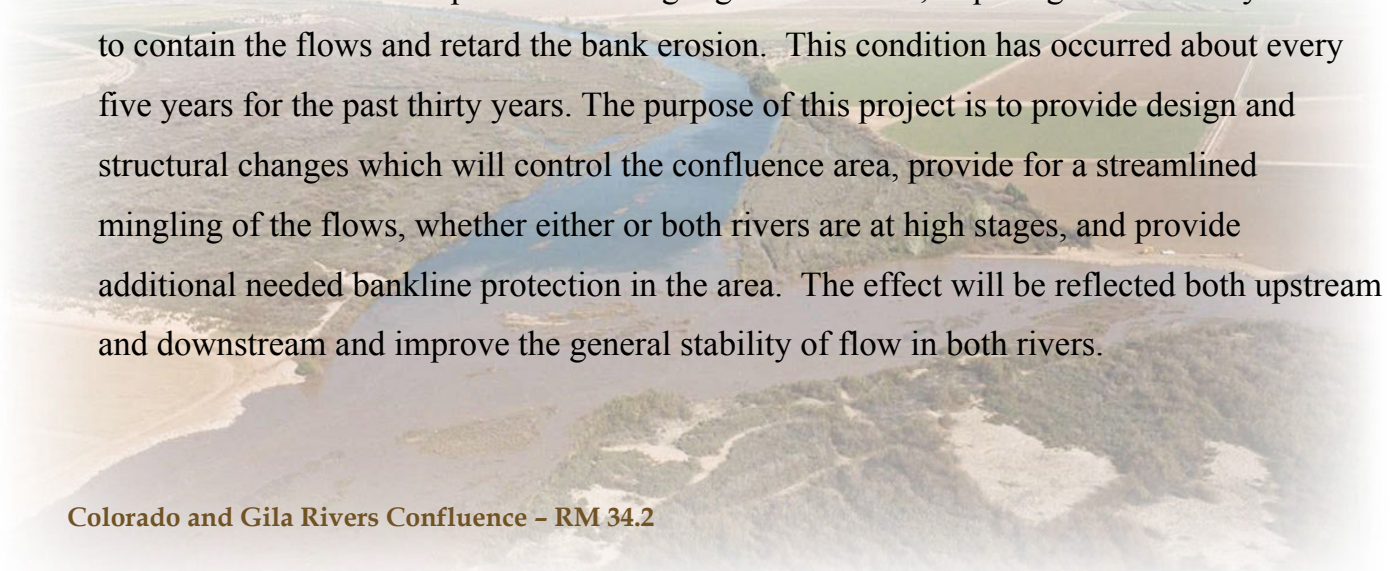 to contain the flows and retard the bank erosion.  This condition has occurred about every
five years for the past thirty years. The purpose of this project is to provide design and
structural changes which will control the confluence area, provide for a streamlined
mingling of the flows, whether either or both rivers are at high stages, and provide
additional needed bankline protection in the area.  The effect will be reflected both upstream
and downstream and improve the general stability of flow in both rivers.
Colorado and Gila Rivers Confluence – RM 34.2